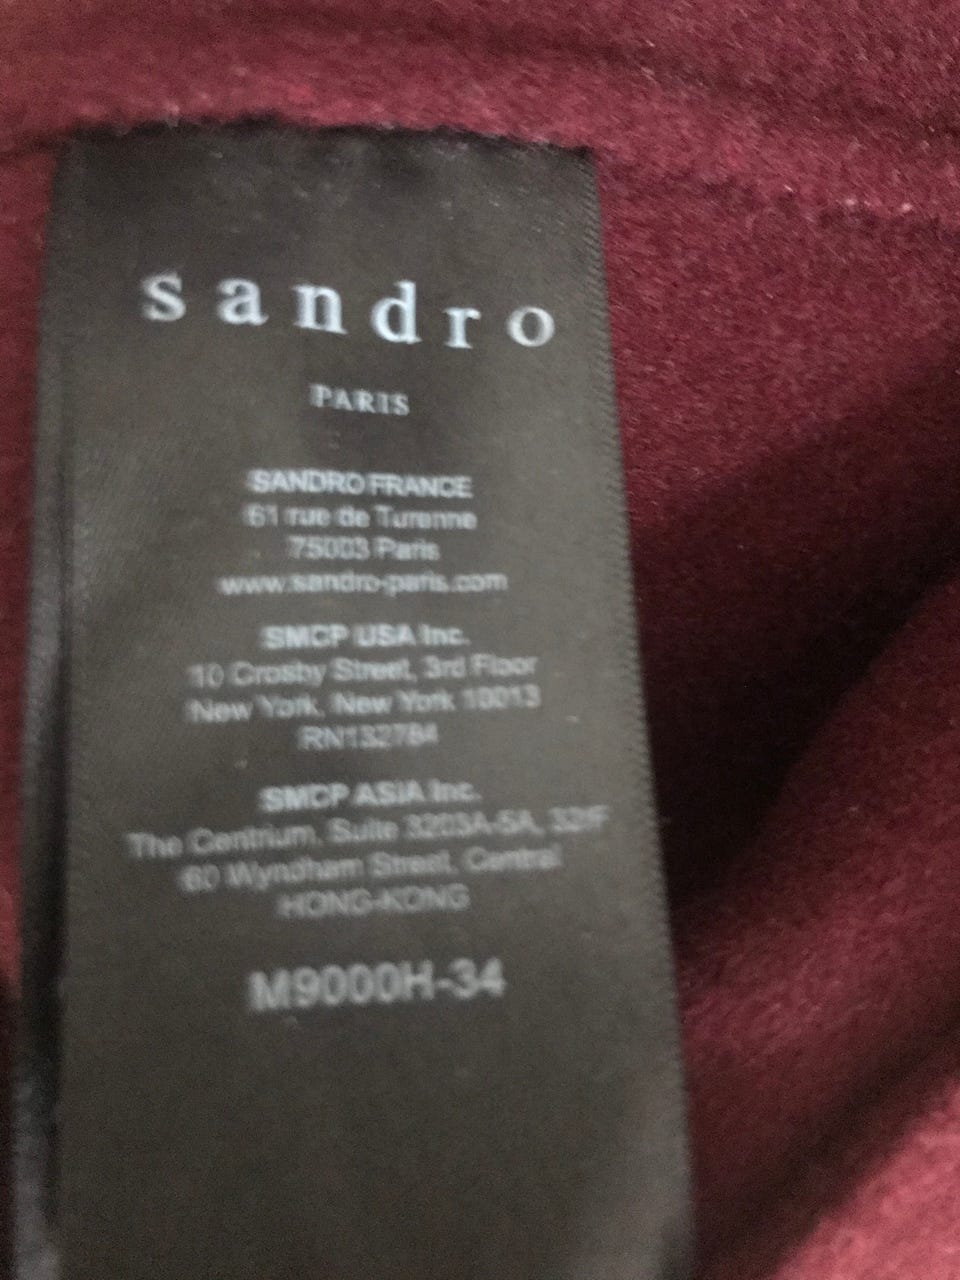 sandro
PARIS
SANDRO FRANCE
61 rue de Turenne
75003 Paris
www.sandro-paris.com
SMCP USA Inc.
10 Crosby Street, 3rd Floor
New York, New York 10013
RN132784
SMCP ASIA Inc.
The Centrium, Suite 3203A-5A, 32/F
60 Wyndham Street, Central
HONG-KONG
M9000H-34